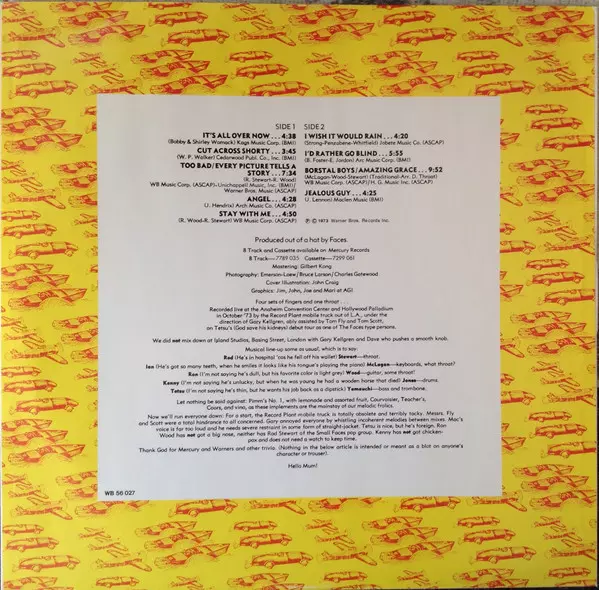 SIDE 1
IT'S ALL OVER NOW...4:38
(Bobby & Shirley Womack) Kags Music Corp. (BMI)
CUT ACROSS SHORTY...3:45
(W. P. Walker) Cedarwood Publ. Co., Inc. (BMI)
TOO BAD/EVERY PICTURE TELLS A
STORY...7:34
(R. Stewart-R. Wood)
WB Music Corp. (ASCAP)-Unichappell Music, Inc. (BMI)/
Warner Bros. Music (ASCAP)
ANGEL...4:28
(J. Hendrix) Arch Music Co. (ASCAP)
STAY WITH ME...4:50
(R. Wood-R. Stewart) WB Music Corp. (ASCAP)
SIDE 2
I WISH IT WOULD RAIN...4:20
(Strong-Penzubene-Whitfield) Jobete Music Co. (ASCAP)
I'D RATHER GO BLIND...5:55
(B. Foster-E. Jordan) Arc Music Corp. (BMI)
BORSTAL BOYS/AMAZING GRACE...9:52
(McLagan-Wood-Stewart) (Traditional-Arr. D. Throat)
WB Music Corp. (ASCAP)/H. G. Music Inc. (ASCAP)
JEALOUS GUY...4:25
(J. Lennon) Maclen Music (BMI)
℗ © 1973 Warner Bros. Records Inc.
Produced out of a hat by Faces.
8 Track and Cassette available on Mercury Records
8 Track—7789 035 Cassette—7299 061
Mastering: Gilbert Kong
Photography: Emerson-Loew/Bruce Larson/Charles Gatewood
Cover Illustration: John Craig
Graphics: Jim, John, Joe and Mari at AGI
Four sets of fingers and one throat...
Recorded live at the Anaheim Convention Center and Hollywood Palladium
in October '73 by the Record Plant mobile truck out of L.A., under the
direction of Gary Kellgren, ably assisted by Tom Fly and Tom Scott,
on Tetsu's (God save his kidneys) debut tour as one of The Faces type persons.
We did not mix down at Island Studios, Basing Street, London with Gary Kellgren and Dave who pushes a smooth knob.
Musical line-up same as usual, which is to say:
Rod (He's in hospital 'cos he fell off his wallet) Stewart—throat.
Ian (He's got so many teeth, when he smiles it looks like his tongue's playing the piano) McLagan—keyboards, what throat?
Ron (I'm not saying he's dull, but his favorite color is light grey) Wood—guitar, some throat!
Kenny (I'm not saying he's unlucky, but when he was young he had a wooden horse that died) Jones—drums.
Tetsu (I'm not saying he's thin, but he wants his job back as a dipstick) Yamauchi—bass and trombone.
Let nothing be said against: Pimm's No. 1, with lemonade and assorted fruit, Courvoisier, Teacher's,
Coors, and vino, as these implements are the mainstay of our melodic frolics.
Now we'll run everyone down: For a start, the Record Plant mobile truck is totally obsolete and terribly tacky. Messrs. Fly
and Scott were a total hindrance to all concerned. Gary annoyed everyone by whistling incoherent melodies between mixes. Mac's
voice is far too loud and he needs severe restraint in some form of straight-jacket. Tetsu is nice, but he's foreign. Ron
Wood has not got a big nose, neither has Rod Stewart of the Small Faces pop group. Kenny has not got chicken-
pox and does not need a watch to keep time.
Thank God for Mercury and Warners and other trivia. (Nothing in the below article is intended or meant as a blot on anyone's
character or trouser).
Hello Mum!
WB 56 027